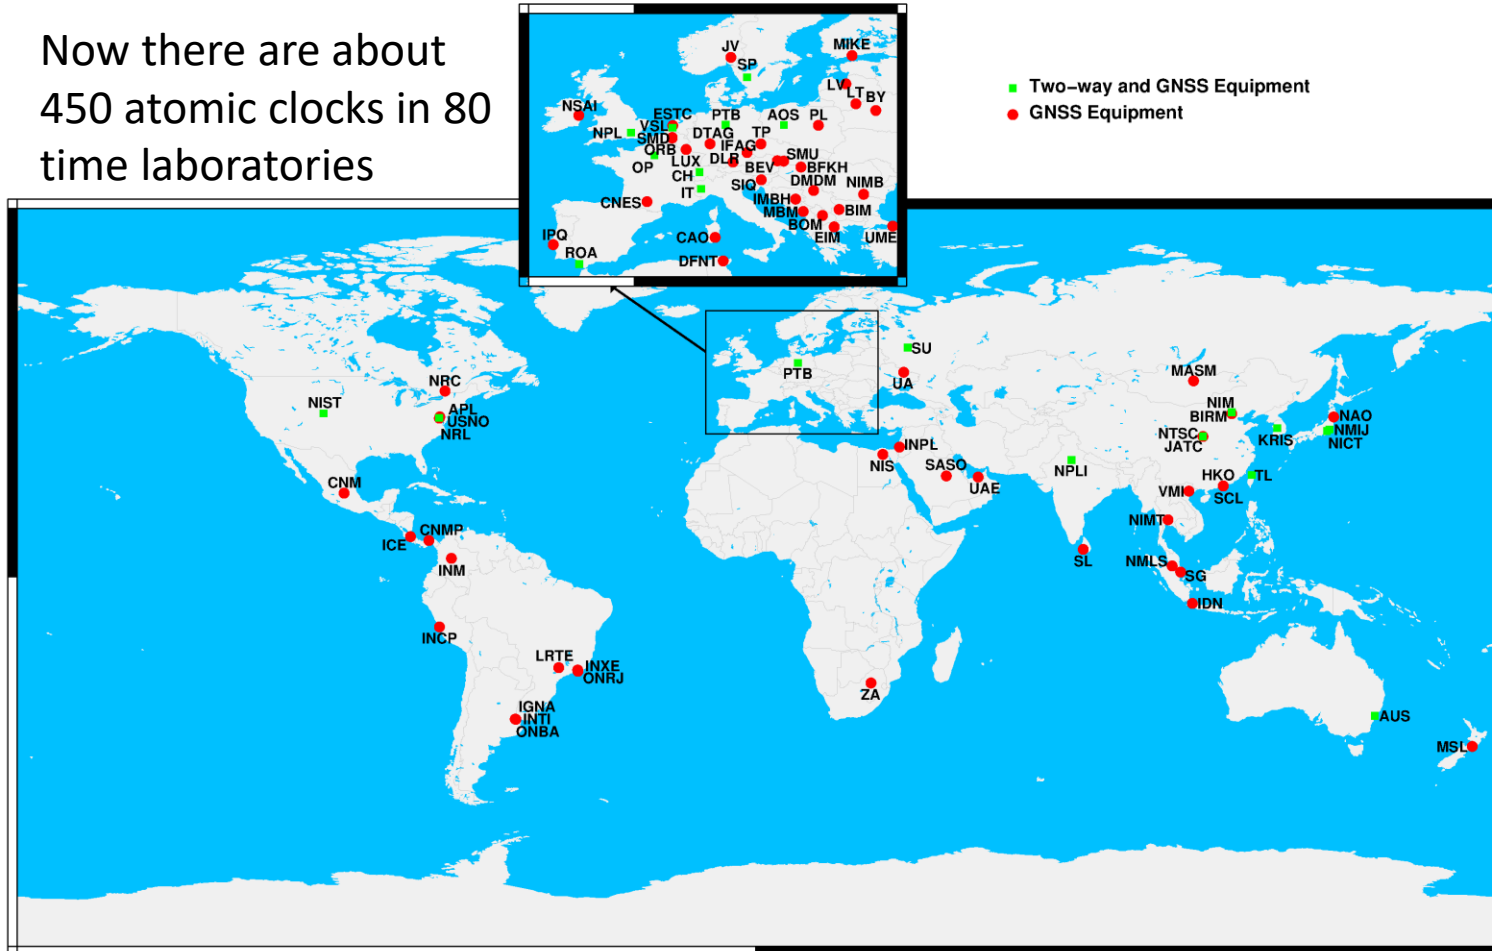 Now there are about
450 atomic clocks in 80
time laboratories
Two-way and GNSS Equipment
GNSS Equipment
JV
SP
MIKE
LV
LT
BY
NSAI
ESTC
VSL
SMD
NPL
PTB
AOS
PL
DTAG
TP
ORB
IFAG
OP
LUX
DLR
BEV
SMU
BFKH
CH
IT
SIQ
DMDM
NIMB
CNES
IMBH
MBM
BIM
BOM
EIM
UME
IPQ
ROA
CAO
DFNT
SU
PTB
UA
MASM
NRC
NIST
APL
USNO
NRL
NIM
BIRM
NAO
NMIJ
NICT
KRIS
NTSC
JATC
INPL
NIS
SASO
UAE
NPLI
HKO
SCL
TL
VMI
CNM
CNMP
ICE
INM
NIMT
SL
NMLS
SG
IDN
INCP
LRTE
INXE
ONRJ
ZA
IGNA
INTI
ONBA
AUS
MSL